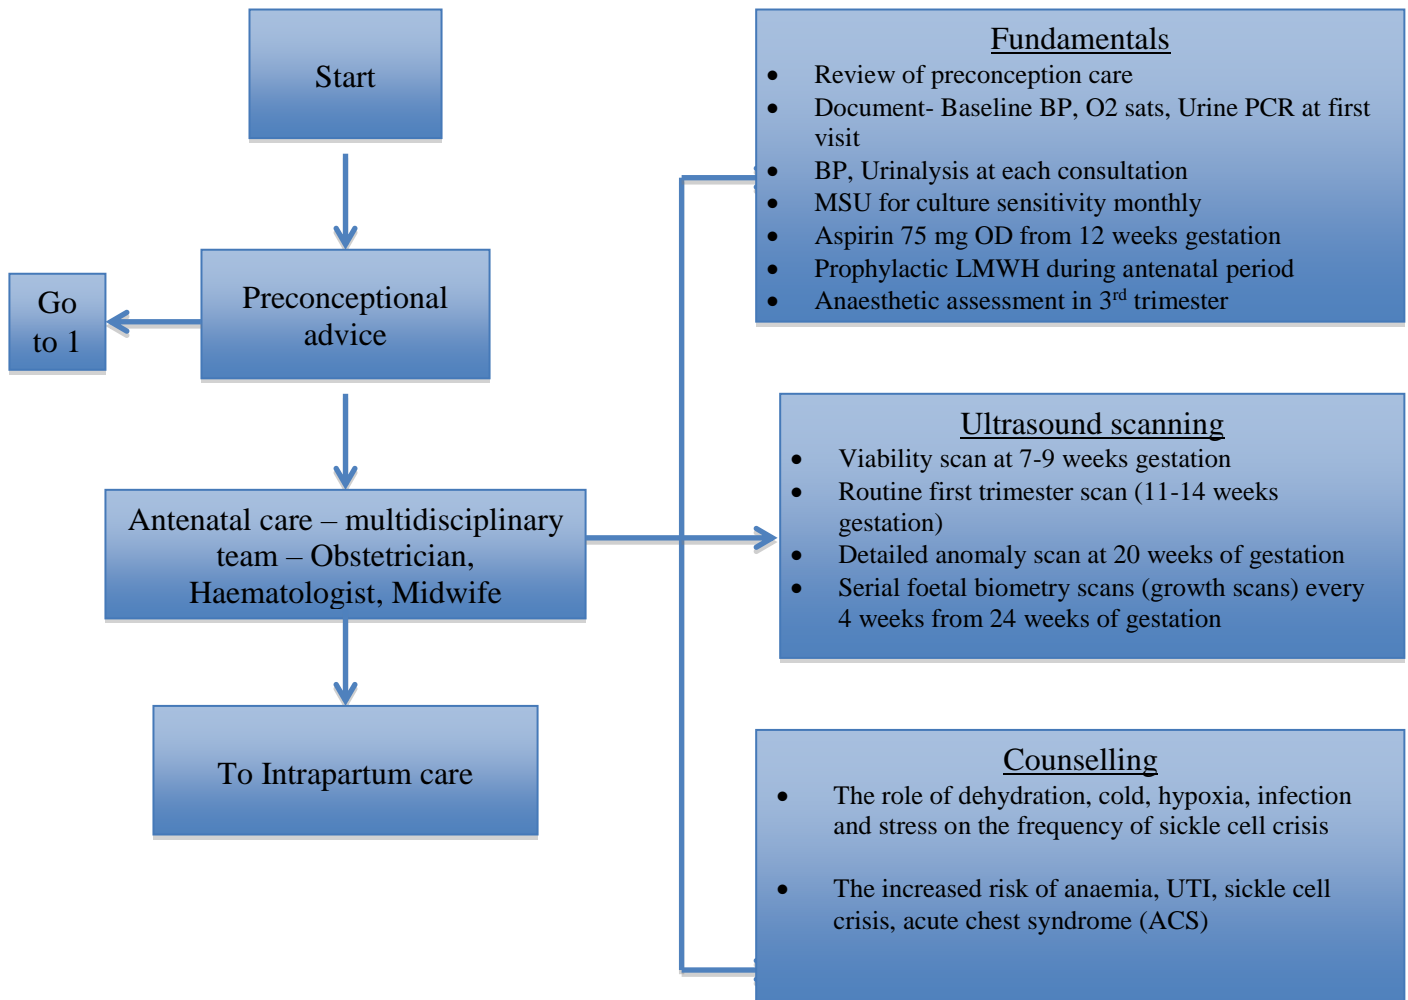 Start
Go
to 1
Preconceptional
advice
Antenatal care – multidisciplinary
team – Obstetrician,
Haematologist, Midwife
To Intrapartum care
Fundamentals
• Review of preconception care
• Document- Baseline BP, O2 sats, Urine PCR at first
visit
• BP, Urinalysis at each consultation
• MSU for culture sensitivity monthly
• Aspirin 75 mg OD from 12 weeks gestation
• Prophylactic LMWH during antenatal period
• Anaesthetic assessment in 3rd trimester
Ultrasound scanning
• Viability scan at 7-9 weeks gestation
• Routine first trimester scan (11-14 weeks
gestation)
• Detailed anomaly scan at 20 weeks of gestation
• Serial foetal biometry scans (growth scans) every
4 weeks from 24 weeks of gestation
Counselling
• The role of dehydration, cold, hypoxia, infection
and stress on the frequency of sickle cell crisis
• The increased risk of anaemia, UTI, sickle cell
crisis, acute chest syndrome (ACS)